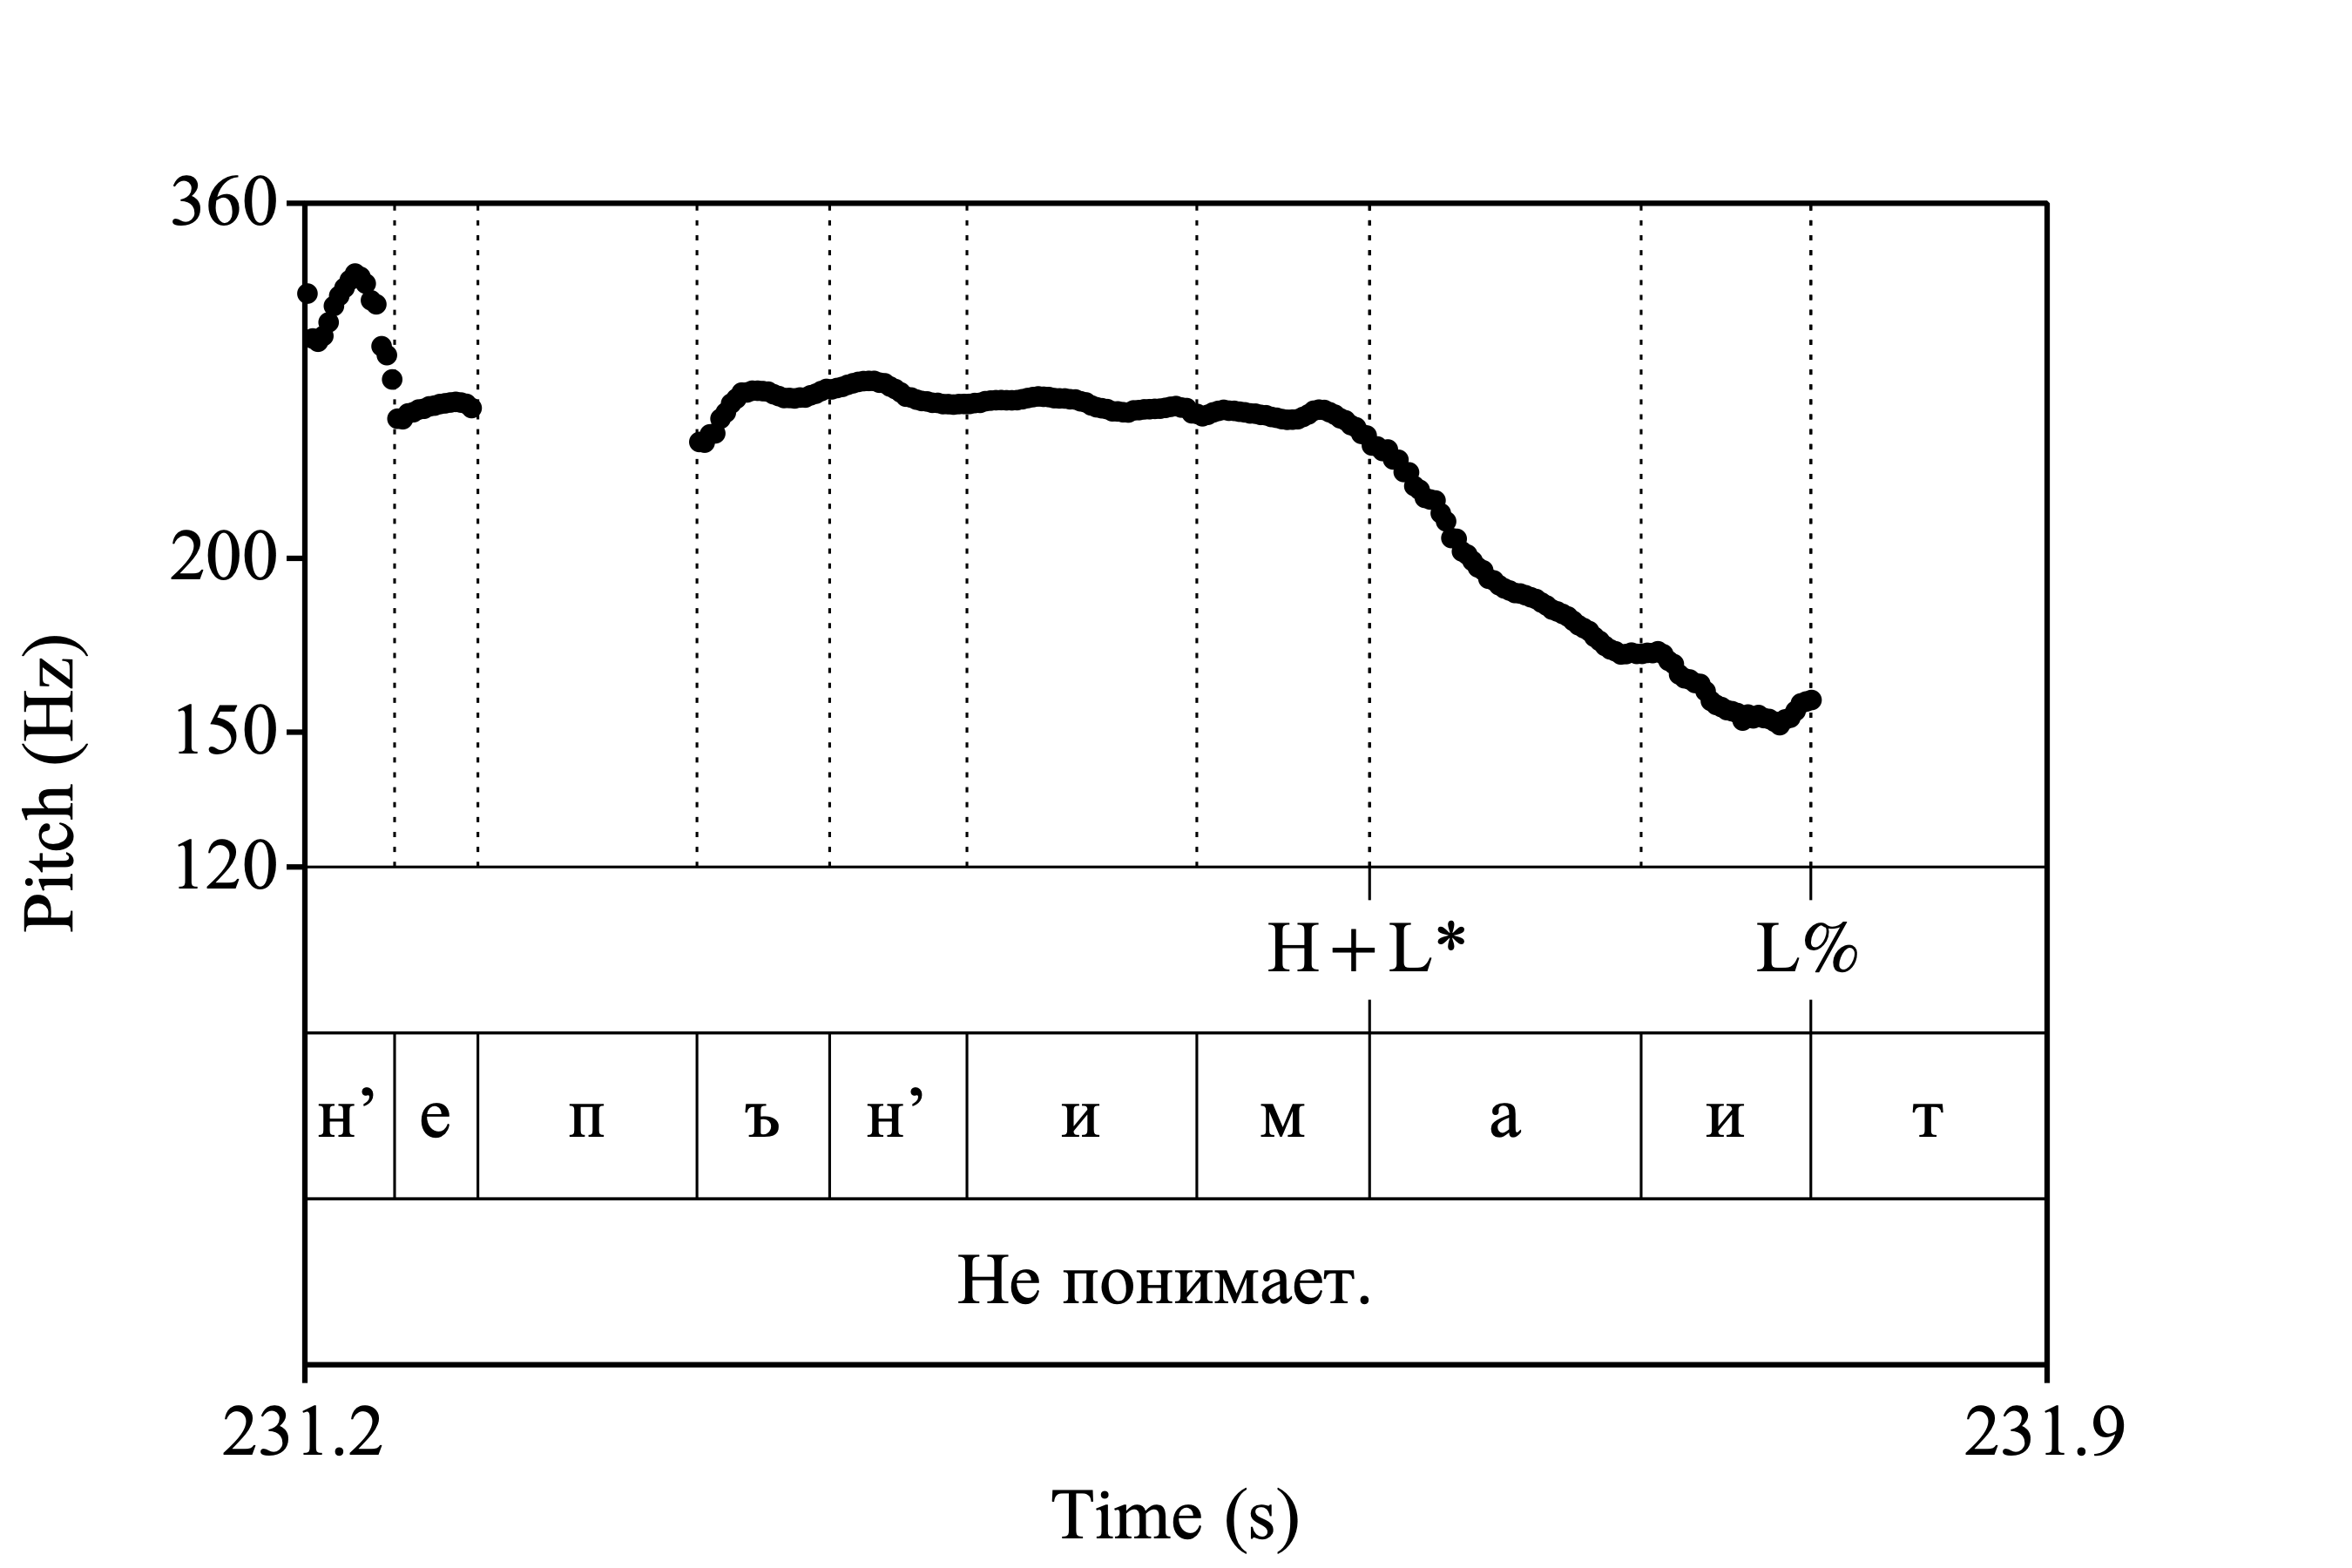 360
200
150
120
Pitch (Hz)
H+L* L%
н’ е п ъ н’ и м а и т
Не понимает.
231.2 231.9
Time (s)